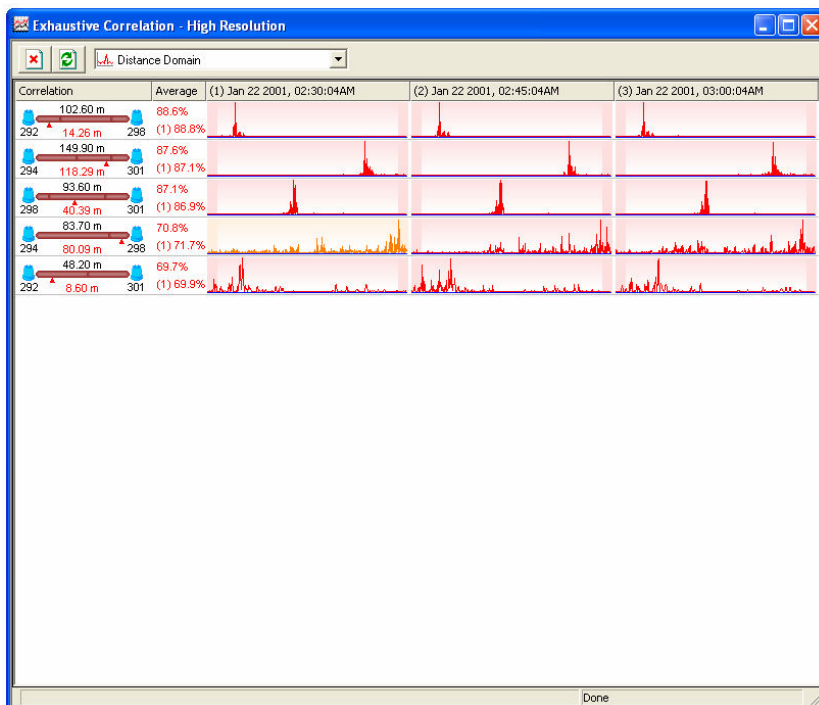 Exhaustive Correlation - High Resolution
Distance Domain
Correlation Average (1) Jan 22 2001, 02:30:04AM (2) Jan 22 2001, 02:45:04AM (3) Jan 22 2001, 03:00:04AM
102.60 m 88.6%
292 14.26 m 298 (1) 88.8%
149.90 m 87.6%
294 118.29 m 301 (1) 87.1%
93.60 m 87.1%
298 40.39 m 301 (1) 86.9%
83.70 m 70.8%
294 80.09 m 298 (1) 71.7%
48.20 m 69.7%
292 8.60 m 301 (1) 69.9%
Done